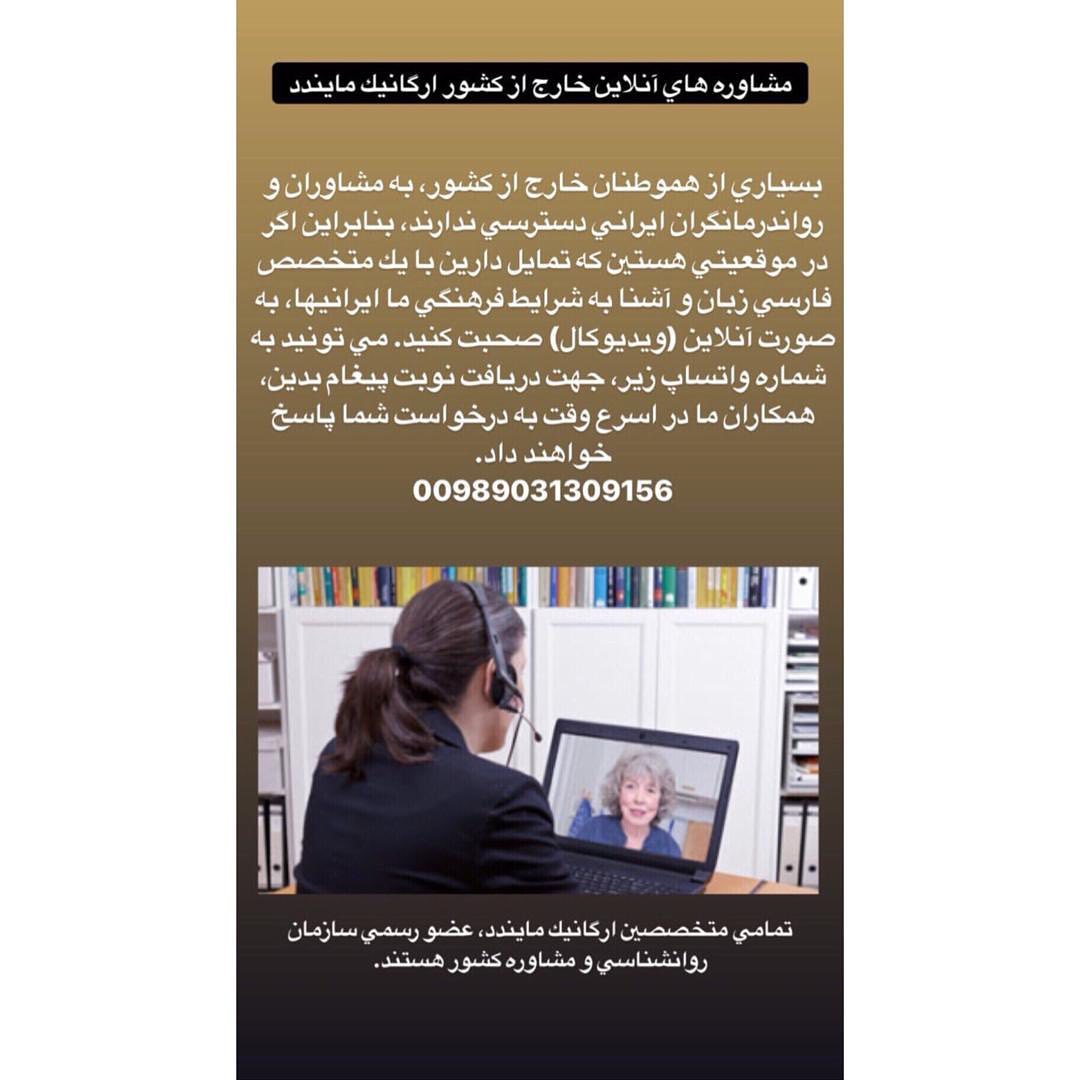 مشاوره هاي آنلاين خارج از كشور ارگانيك مايندد
بسياري از هموطنان خارج از كشور، به مشاوران و
رواندرمانگران ايراني دسترسي ندارند، بنابراين اگر
در موقعيتي هستين كه تمايل دارين با يك متخصص
فارسي زبان و آشنا به شرايط فرهنگي ما ايرانيها، به
صورت آنلاين (ويديوكال) صحبت كنيد. مي تونيد به
شماره واتساپ زير، جهت دريافت نوبت پيغام بدين،
همكاران ما در اسرع وقت به درخواست شما پاسخ
خواهند داد.
00989031309156
تمامي متخصصين ارگانيك مايندد، عضو رسمي سازمان
روانشناسي و مشاوره كشور هستند.